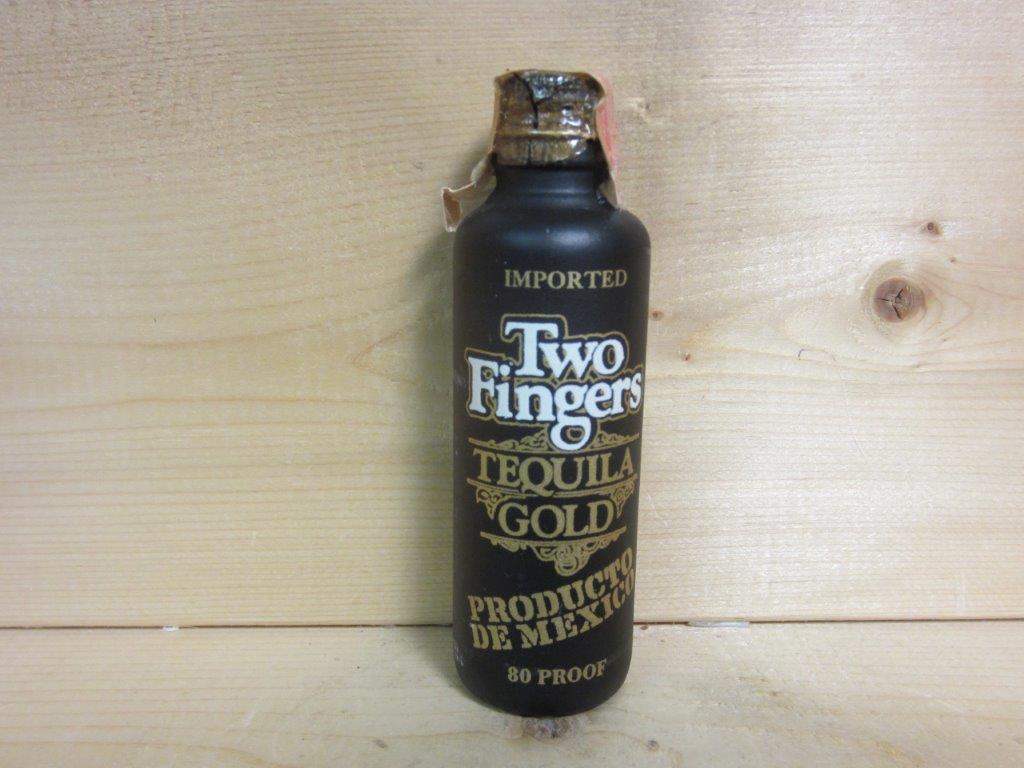 IMPORTED
Two
Fingers
TEQUILA
GOLD
PRODUCTO
DE MEXICO
80 PROOF